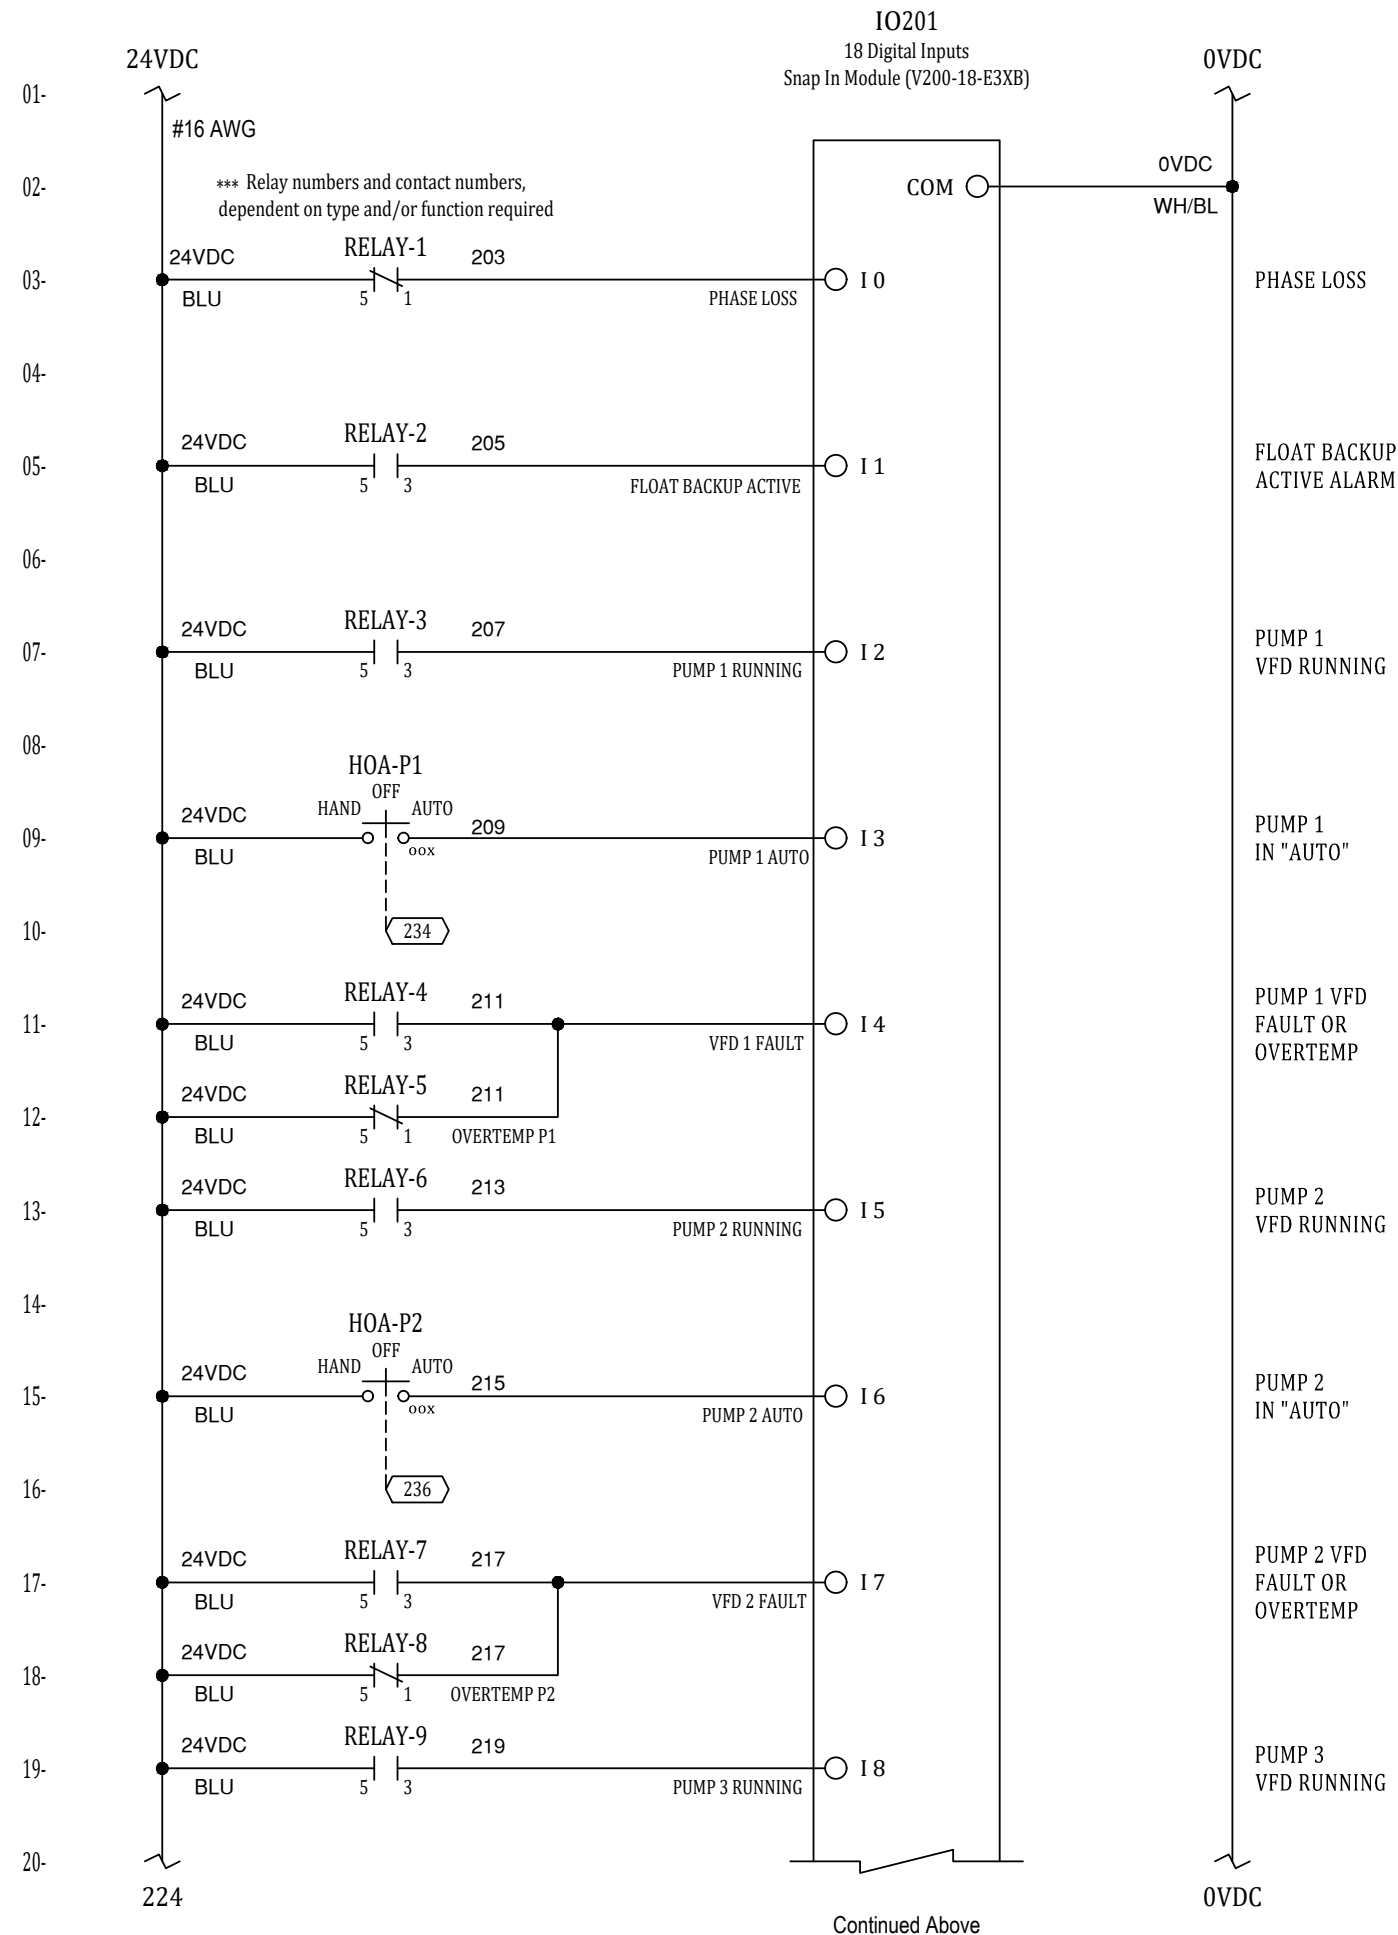 IO201
18 Digital Inputs
Snap In Module (V200-18-E3XB)
24VDC
0VDC
01-
#16 AWG
02-
*** Relay numbers and contact numbers,
dependent on type and/or function required
COM
0VDC
WH/BL
RELAY-1
24VDC
203
03-
I 0
PHASE LOSS
BLU
5
1
PHASE LOSS
04-
RELAY-2
24VDC
205
05-
I 1
FLOAT BACKUP
ACTIVE ALARM
BLU
5
3
FLOAT BACKUP ACTIVE
06-
RELAY-3
24VDC
207
07-
I 2
PUMP 1
VFD RUNNING
BLU
5
3
PUMP 1 RUNNING
08-
HOA-P1
OFF
HAND
AUTO
24VDC
209
09-
I 3
PUMP 1
IN "AUTO"
BLU
oox
PUMP 1 AUTO
10-
234
RELAY-4
24VDC
211
11-
I 4
PUMP 1 VFD
FAULT OR
OVERTEMP
BLU
5
3
VFD 1 FAULT
RELAY-5
24VDC
211
12-
BLU
5
1
OVERTEMP P1
RELAY-6
24VDC
213
13-
I 5
PUMP 2
VFD RUNNING
BLU
5
3
PUMP 2 RUNNING
14-
HOA-P2
OFF
HAND
AUTO
24VDC
215
15-
I 6
PUMP 2
IN "AUTO"
BLU
oox
PUMP 2 AUTO
16-
236
RELAY-7
24VDC
217
17-
I 7
PUMP 2 VFD
FAULT OR
OVERTEMP
BLU
5
3
VFD 2 FAULT
RELAY-8
24VDC
217
18-
BLU
5
1
OVERTEMP P2
RELAY-9
24VDC
219
19-
I 8
PUMP 3
VFD RUNNING
BLU
5
3
PUMP 3 RUNNING
20-
224
0VDC
Continued Above